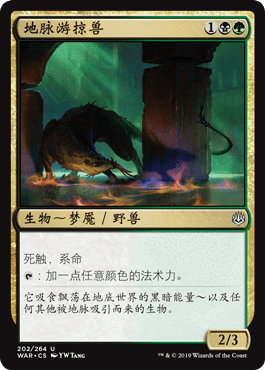 地脉游掠兽 1
生物～梦魇／野兽
死触，系命
：加一点任意颜色的法术力。
它吸食飘荡在地底世界的黑暗能量～以及任
何其他被地脉吸引而来的生物。
2/3
202/264 U
WAR • CS YW TANG
™ & © 2019 Wizards of the Coast